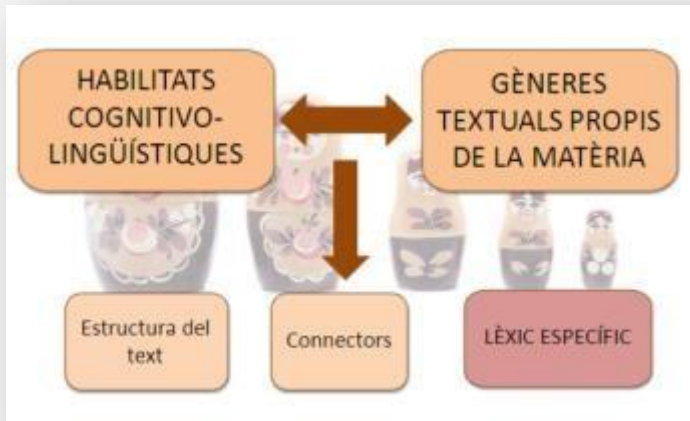 HABILITATS
COGNITIVO-
LINGÜÍSTIQUES
GÈNERES
TEXTUALS PROPIS
DE LA MATÈRIA
Estructura del
text
Connectors
LÈXIC ESPECÍFIC